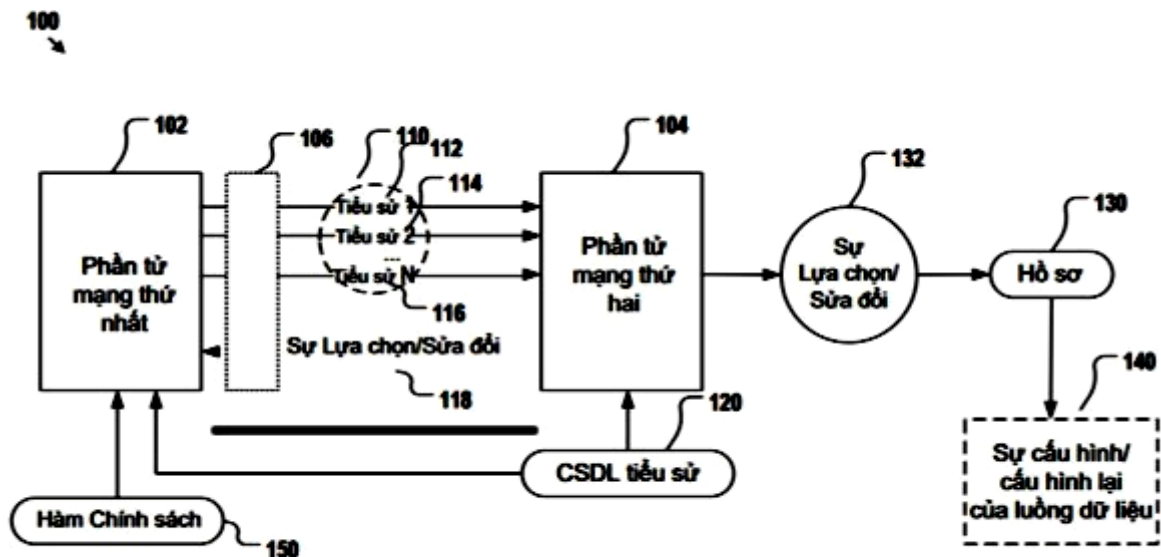 100
102
106
110
112
114
104
132
130
Tiểu sử 1
Tiểu sử 2
...
Tiểu sử N
Phần tử
mạng thứ
nhất
Phần tử
mạng thứ
hai
Sự
Lựa chọn/
Sửa đổi
Hồ sơ
116
Sự Lựa chọn/Sửa đổi
118
120
140
CSDL tiểu sử
Sự cấu hình/
cấu hình lại
của luồng dữ liệu
Hàm Chính sách
150